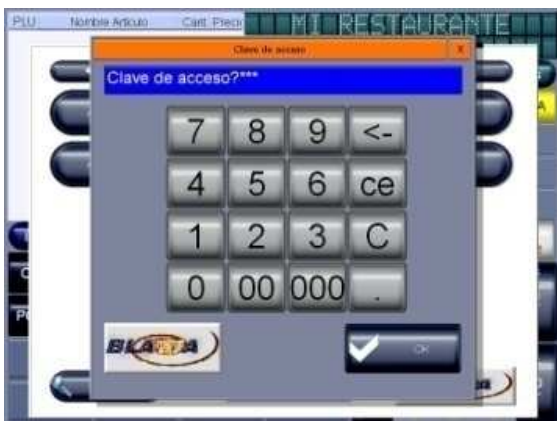 PLU Nombre Articulo Cant. Precio MI RESTAURANTE
Clave de acceso X
Clave de acceso?***
7 8 9 <-
4 5 6 ce
1 2 3 C
0 00 000 .
OK